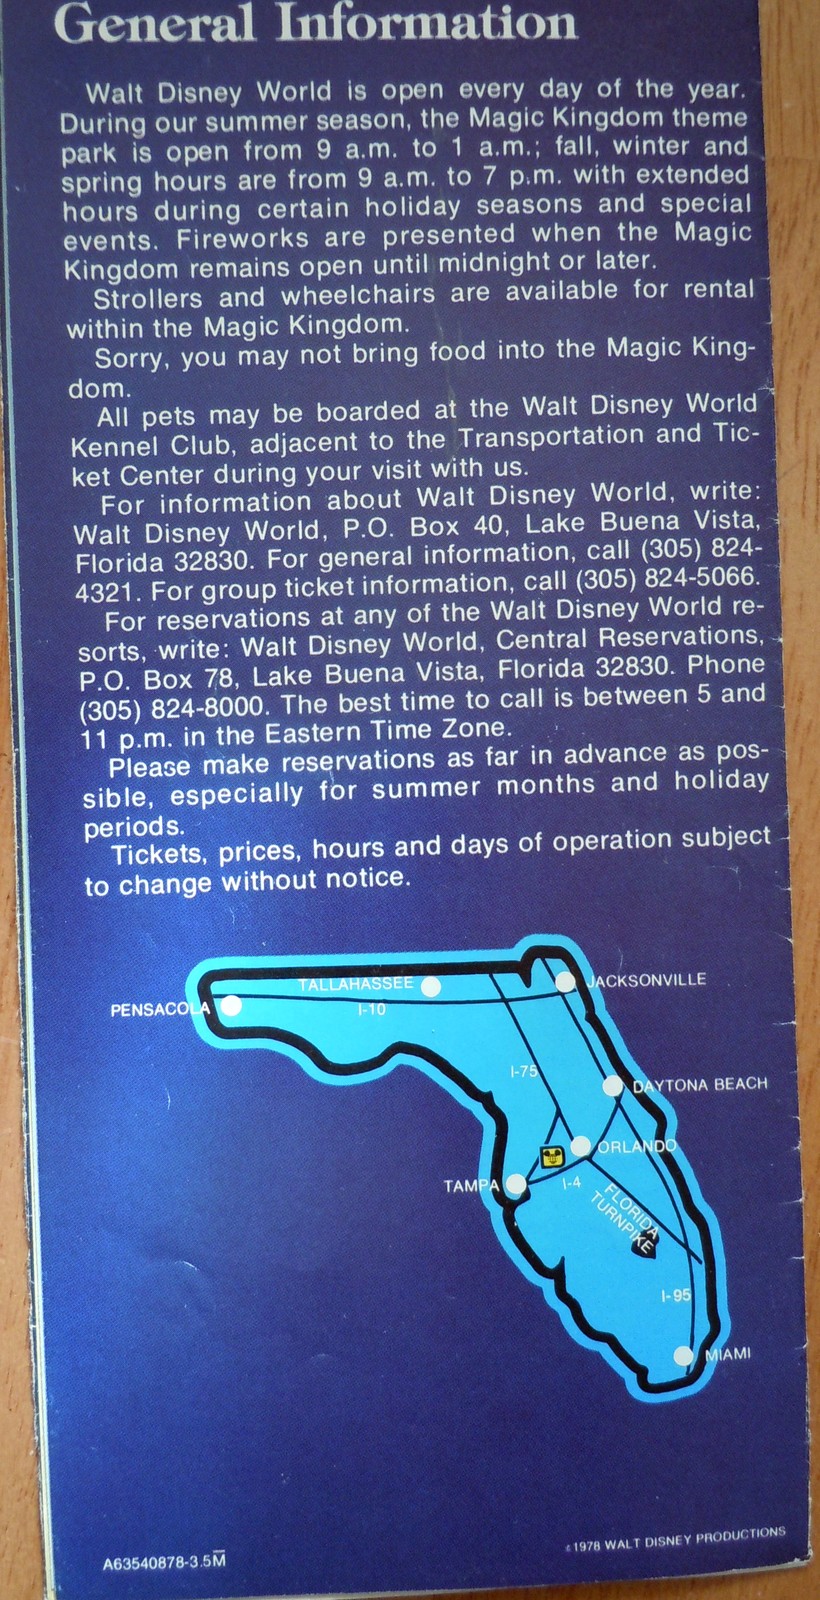 General Information
Walt Disney World is open every day of the year.
During our summer season, the Magic Kingdom theme
park is open from 9 a.m. to 1 a.m.; fall, winter and
spring hours are from 9 a.m. to 7 p.m. with extended
hours during certain holiday seasons and special
events. Fireworks are presented when the Magic
Kingdom remains open until midnight or later.
Strollers and wheelchairs are available for rental
within the Magic Kingdom.
Sorry, you may not bring food into the Magic King-
dom.
All pets may be boarded at the Walt Disney World
Kennel Club, adjacent to the Transportation and Tic-
ket Center during your visit with us.
For information about Walt Disney World, write:
Walt Disney World, P.O. Box 40, Lake Buena Vista,
Florida 32830. For general information, call (305) 824-
4321. For group ticket information, call (305) 824-5066.
For reservations at any of the Walt Disney World re-
sorts, write: Walt Disney World, Central Reservations,
P.O. Box 78, Lake Buena Vista, Florida 32830. Phone
(305) 824-8000. The best time to call is between 5 and
11 p.m. in the Eastern Time Zone.
Please make reservations as far in advance as pos-
sible, especially for summer months and holiday
periods.
Tickets, prices, hours and days of operation subject
to change without notice.
TALLAHASSEE
JACKSONVILLE
PENSACOLA
I-10
I-75
DAYTONA BEACH
ORLANDO
TAMPA
I-4
FLORIDA
TURNPIKE
I-95
MIAMI
A63540878-3.5M̅
©1978 WALT DISNEY PRODUCTIONS